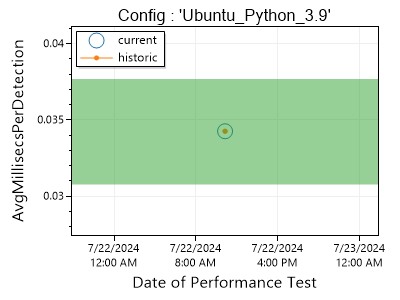 Config : 'Ubuntu_Python_3.9'
current
historic
AvgMillisecsPerDetection
0.04
0.035
0.03
7/22/2024 7/22/2024 7/22/2024 7/23/2024
12:00 AM 8:00 AM 4:00 PM 12:00 AM
Date of Performance Test